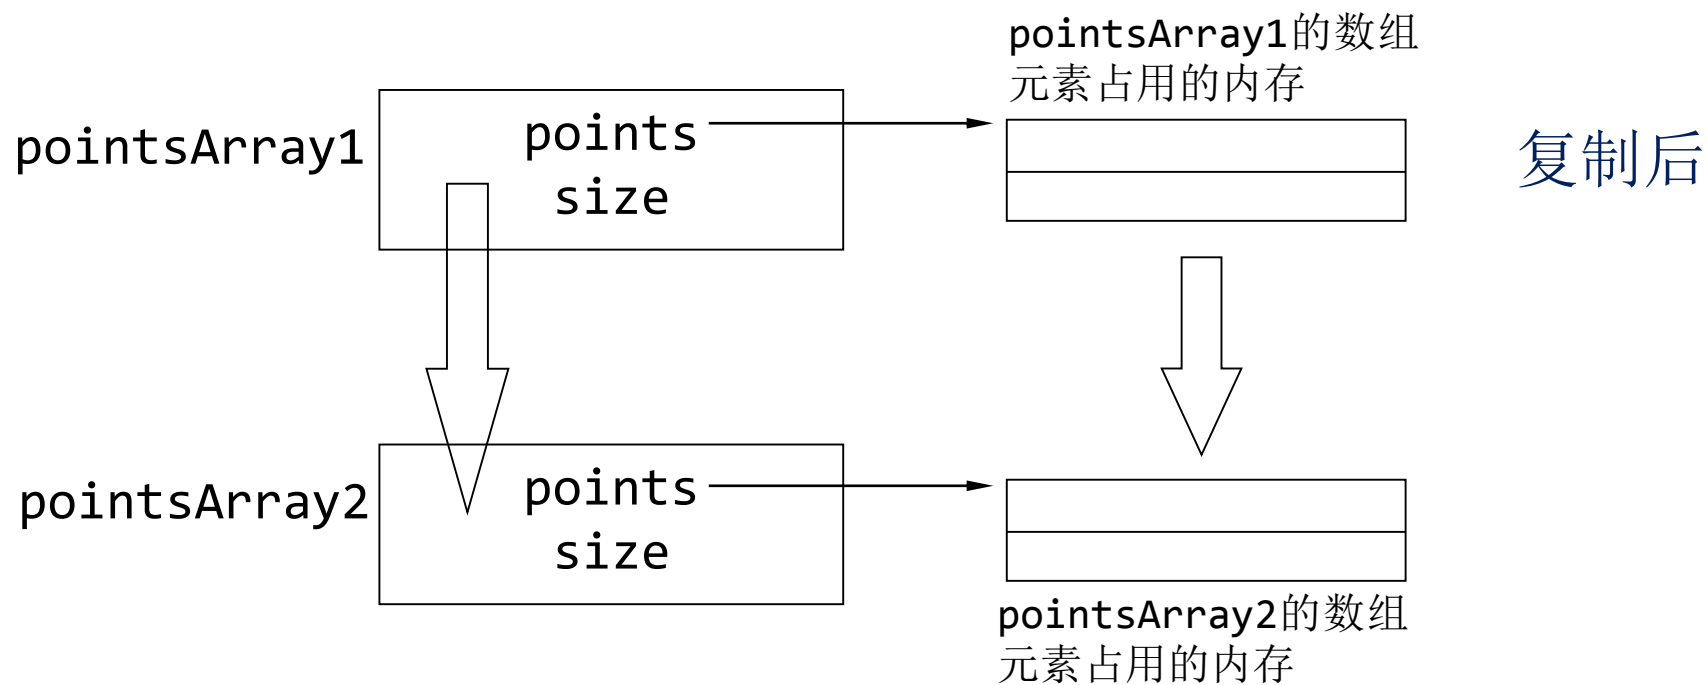 pointsArray1的数组
元素占用的内存
pointsArray1
points
size
复制后
pointsArray2
points
size
pointsArray2的数组
元素占用的内存